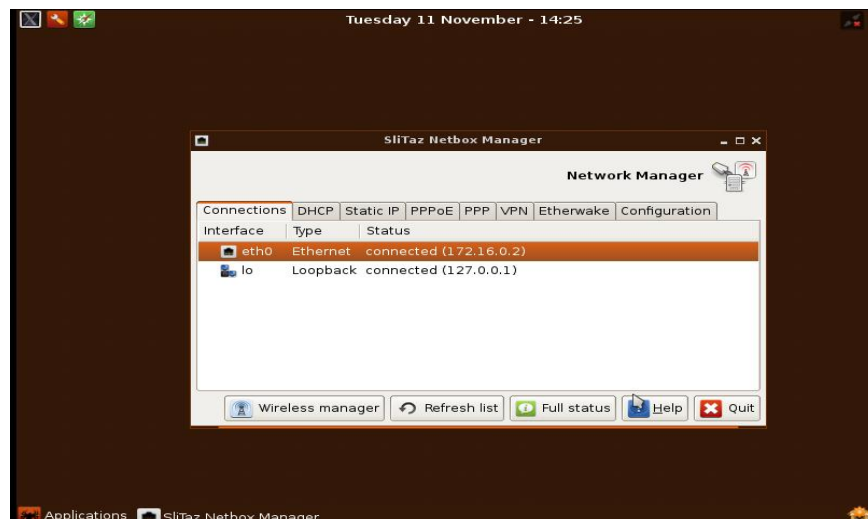 Tuesday 11 November - 14:25
SliTaz Netbox Manager
Network Manager
Connections DHCP Static IP PPPoE PPP VPN Etherwake Configuration
Interface Type Status
eth0 Ethernet connected (172.16.0.2)
lo Loopback connected (127.0.0.1)
Wireless manager Refresh list Full status Help Quit
Applications SliTaz Netbox Manager